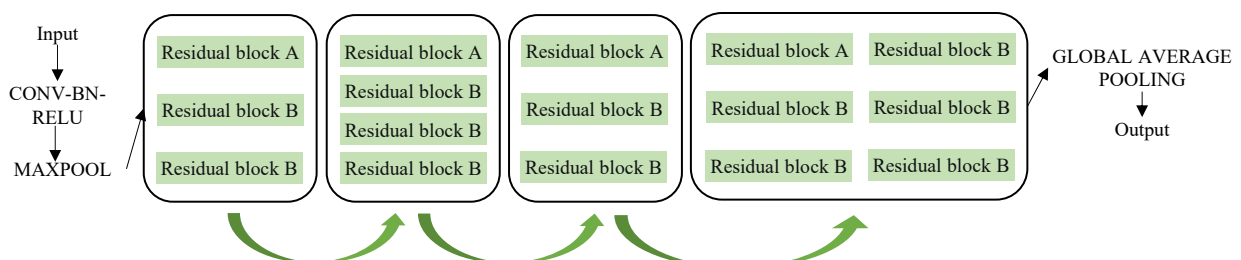 Input
CONV-BN-
RELU
MAXPOOL
Residual block A
Residual block B
Residual block B
Residual block A
Residual block B
Residual block B
Residual block B
Residual block A
Residual block B
Residual block B
Residual block A
Residual block B
Residual block B
Residual block B
Residual block B
Residual block B
GLOBAL AVERAGE
POOLING
Output